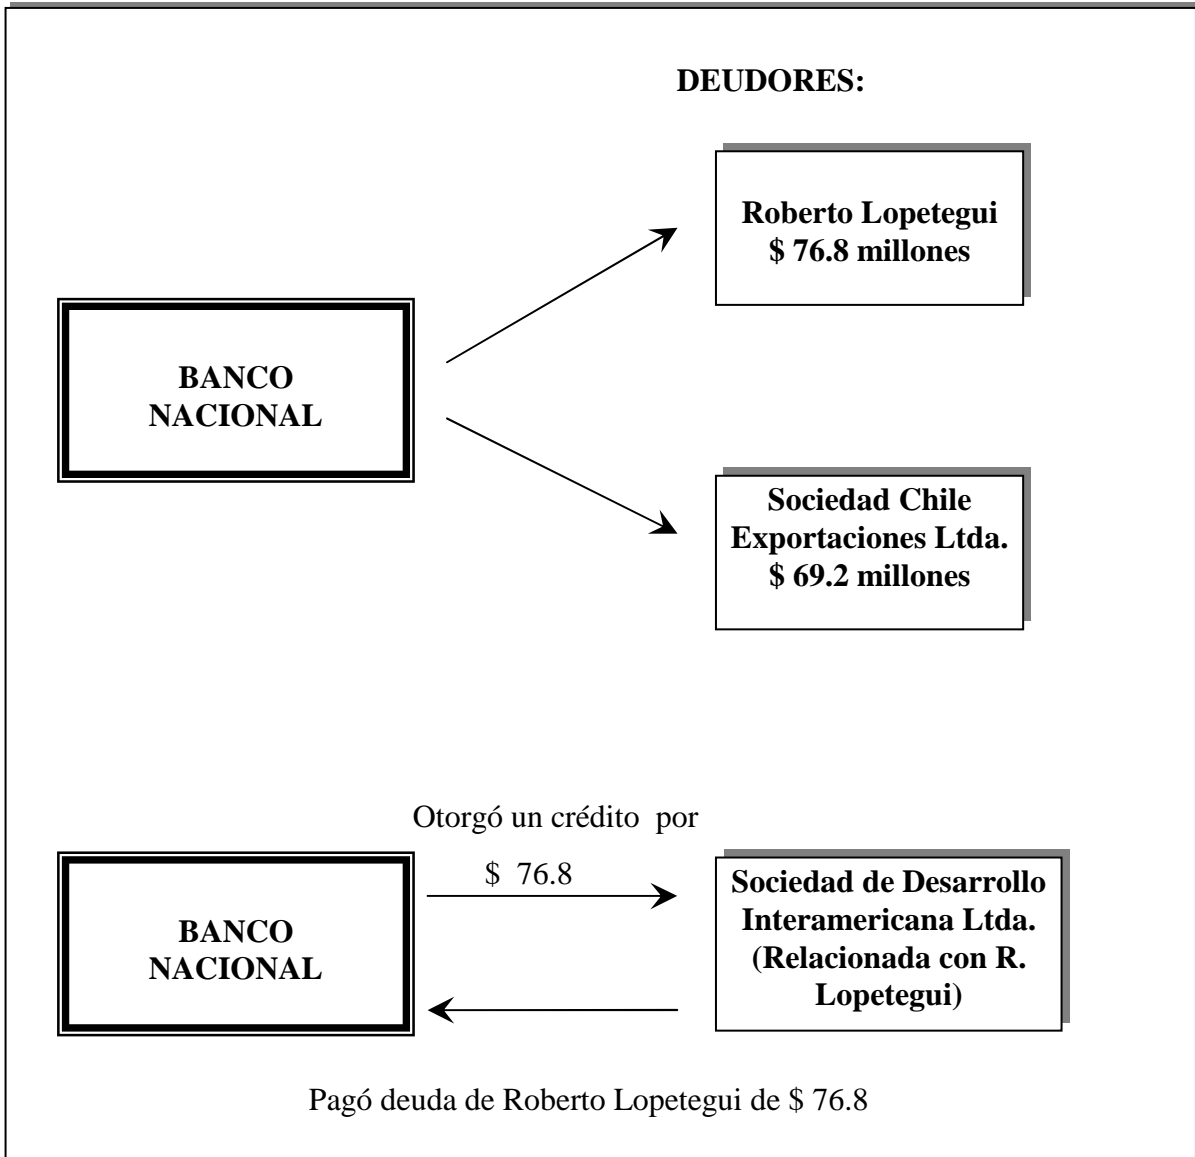 DEUDORES:
Roberto Lopetegui
$ 76.8 millones
BANCO
NACIONAL
Sociedad Chile
Exportaciones Ltda.
$ 69.2 millones
Otorgó un crédito por
$ 76.8
BANCO
NACIONAL
Sociedad de Desarrollo
Interamericana Ltda.
(Relacionada con R.
Lopetegui)
Pagó deuda de Roberto Lopetegui de $ 76.8